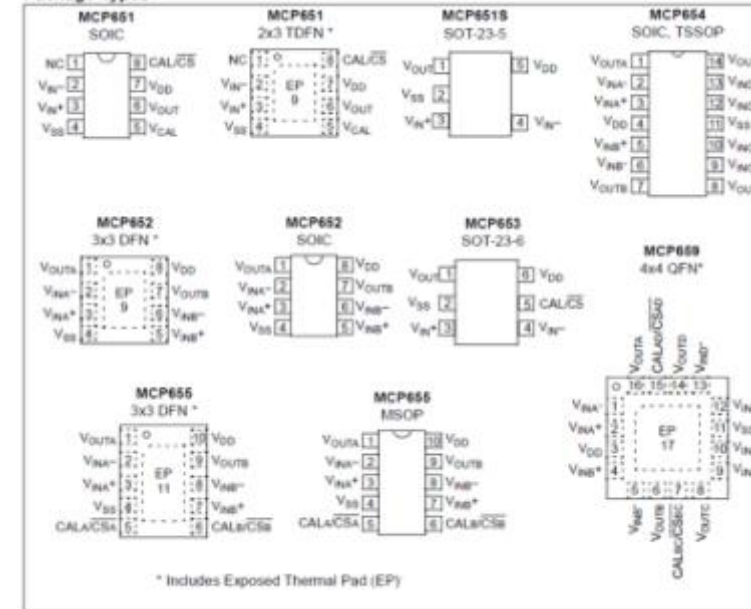 MCP651
SOIC
NC 1
VIN- 2
VIN+ 3
VSS 4
8 CAL/CS
7 VDD
6 VOUT
5 VCAL
MCP651
2x3 TDFN *
NC 1
VIN- 2
VIN+ 3
VSS 4
EP
9
8 CAL/CS
7 VDD
6 VOUT
5 VCAL
MCP651S
SOT-23-5
VOUT 1
VSS 2
VIN+ 3
5 VDD
4 VIN-
MCP654
SOIC, TSSOP
VOUTA 1
VINA- 2
VINA+ 3
VDD 4
VINB+ 5
VINB- 6
VOUTB 7
14
13
12
11 VSS
10
9
8
MCP652
3x3 DFN *
VOUTA 1
VINA- 2
VINA+ 3
VSS 4
EP
9
8 VDD
7 VOUTB
6 VINB-
5 VINB+
MCP652
SOIC
VOUTA 1
VINA- 2
VINA+ 3
VSS 4
8 VDD
7 VOUTB
6 VINB-
5 VINB+
MCP653
SOT-23-6
VOUT 1
VSS 2
VIN+ 3
6 VDD
5 CAL/CS
4 VIN-
MCP659
4x4 QFN*
VOUTA
CALAD/CSAD
VOUTD
VIND-
16 15 14 13
VINA- 1
VINA+ 2
VDD 3
VINB+ 4
EP
17
12
11
10
9
5 6 7 8
VINB-
VOUTB
CALBC/CSBC
VOUTC
MCP655
3x3 DFN *
VOUTA 1
VINA- 2
VINA+ 3
VSS 4
CALA/CSA 5
EP
11
10 VDD
9 VOUTB
8 VINB-
7 VINB+
6 CALB/CSB
MCP655
MSOP
VOUTA 1
VINA- 2
VINA+ 3
VSS 4
CALA/CSA 5
10 VDD
9 VOUTB
8 VINB-
7 VINB+
6 CALB/CSB
* Includes Exposed Thermal Pad (EP)